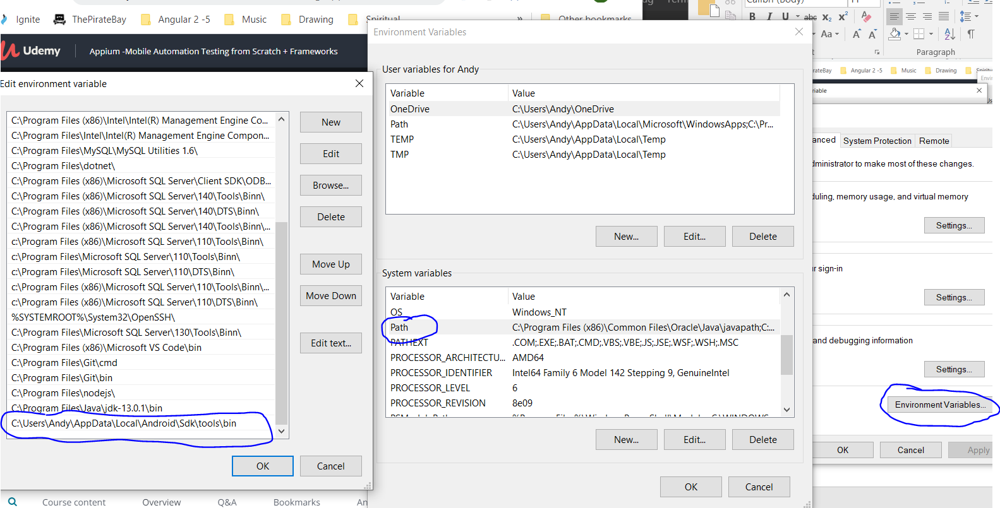 Calibri (Body)
Ignite
ThePirateBay
Angular 2 -5
Music
Drawing
Spiritual
»
Other bookmarks
B I U abc x₂ x²
Aa
Paragraph
Udemy
Appium -Mobile Automation Testing from Scratch + Frameworks
Edit environment variable
C:\Program Files (x86)\Intel\Intel(R) Management Engine Co...
C:\Program Files\Intel\Intel(R) Management Engine Compon...
C:\Program Files\MySQL\MySQL Utilities 1.6\
C:\Program Files\dotnet\
C:\Program Files (x86)\Microsoft SQL Server\Client SDK\ODB...
C:\Program Files (x86)\Microsoft SQL Server\140\Tools\Binn\
C:\Program Files (x86)\Microsoft SQL Server\140\DTS\Binn\
C:\Program Files (x86)\Microsoft SQL Server\140\Tools\Binn\...
c:\Program Files (x86)\Microsoft SQL Server\110\Tools\Binn\
c:\Program Files\Microsoft SQL Server\110\Tools\Binn\
c:\Program Files\Microsoft SQL Server\110\DTS\Binn\
c:\Program Files (x86)\Microsoft SQL Server\110\Tools\Binn\...
c:\Program Files (x86)\Microsoft SQL Server\110\DTS\Binn\
%SYSTEMROOT%\System32\OpenSSH\
C:\Program Files\Microsoft SQL Server\130\Tools\Binn\
C:\Program Files (x86)\Microsoft VS Code\bin
C:\Program Files\Git\cmd
C:\Program Files\Git\bin
C:\Program Files\nodejs\
C:\Program Files\Java\jdk-13.0.1\bin
C:\Users\Andy\AppData\Local\Android\Sdk\tools\bin
New
Edit
Browse...
Delete
Move Up
Move Down
Edit text...
OK
Cancel
Environment Variables
User variables for Andy
Variable Value
OneDrive C:\Users\Andy\OneDrive
Path C:\Users\Andy\AppData\Local\Microsoft\WindowsApps;C:\Pr...
TEMP C:\Users\Andy\AppData\Local\Temp
TMP C:\Users\Andy\AppData\Local\Temp
New... Edit... Delete
System variables
Variable Value
OS Windows_NT
Path C:\Program Files (x86)\Common Files\Oracle\Java\javapath;C:...
PATHEXT .COM;.EXE;.BAT;.CMD;.VBS;.VBE;.JS;.JSE;.WSF;.WSH;.MSC
PROCESSOR_ARCHITECTU... AMD64
PROCESSOR_IDENTIFIER Intel64 Family 6 Model 142 Stepping 9, GenuineIntel
PROCESSOR_LEVEL 6
PROCESSOR_REVISION 8e09
New... Edit... Delete
OK Cancel
irateBay
Angular 2 -5
Music
Drawing
Envir
riable
anced System Protection Remote
dministrator to make most of these changes.
duling, memory usage, and virtual memory
Settings...
ur sign-in
Settings...
and debugging information
Settings...
Environment Variables...
OK Cancel Apply
Course content
Overview
Q&A
Bookmarks
An